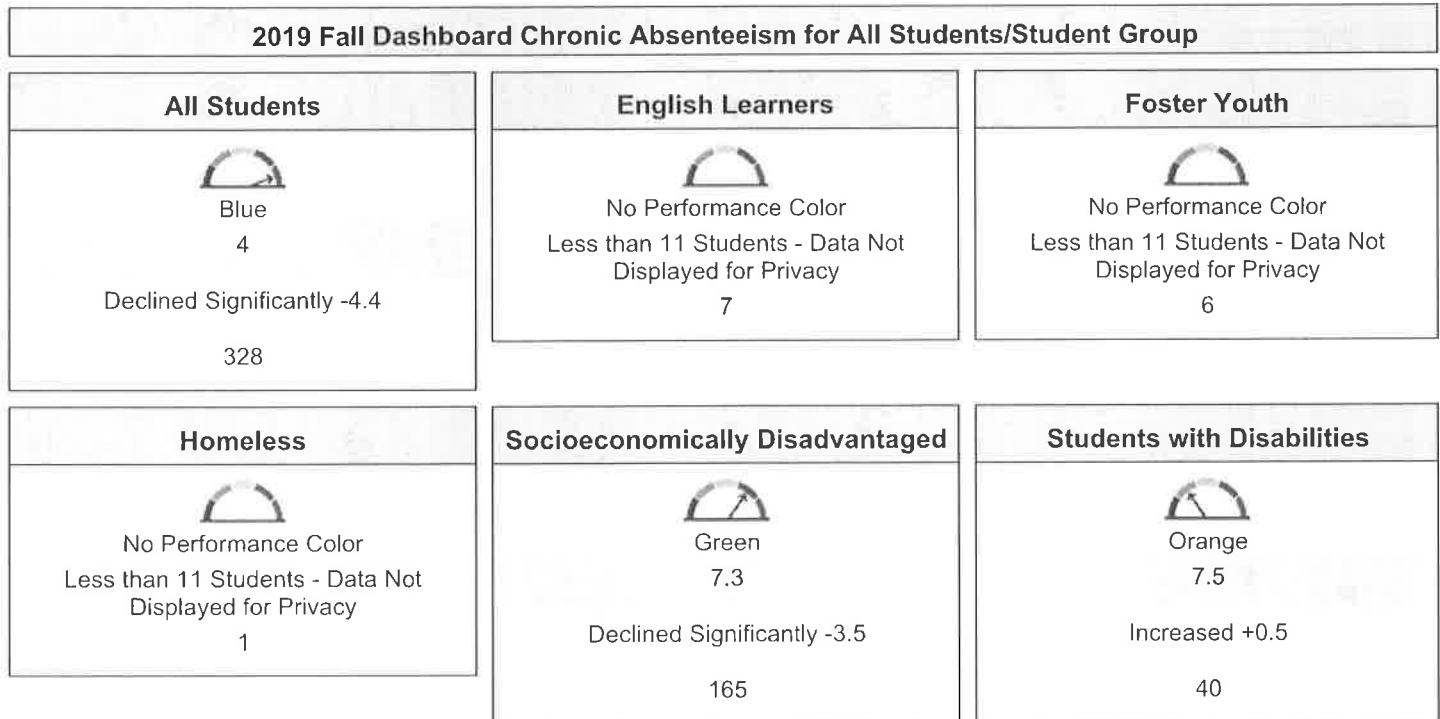 2019 Fall Dashboard Chronic Absenteeism for All Students/Student Group
All Students
Blue
4
Declined Significantly -4.4
328
English Learners
No Performance Color
Less than 11 Students - Data Not
Displayed for Privacy
7
Foster Youth
No Performance Color
Less than 11 Students - Data Not
Displayed for Privacy
6
Homeless
No Performance Color
Less than 11 Students - Data Not
Displayed for Privacy
1
Socioeconomically Disadvantaged
Green
7.3
Declined Significantly -3.5
165
Students with Disabilities
Orange
7.5
Increased +0.5
40